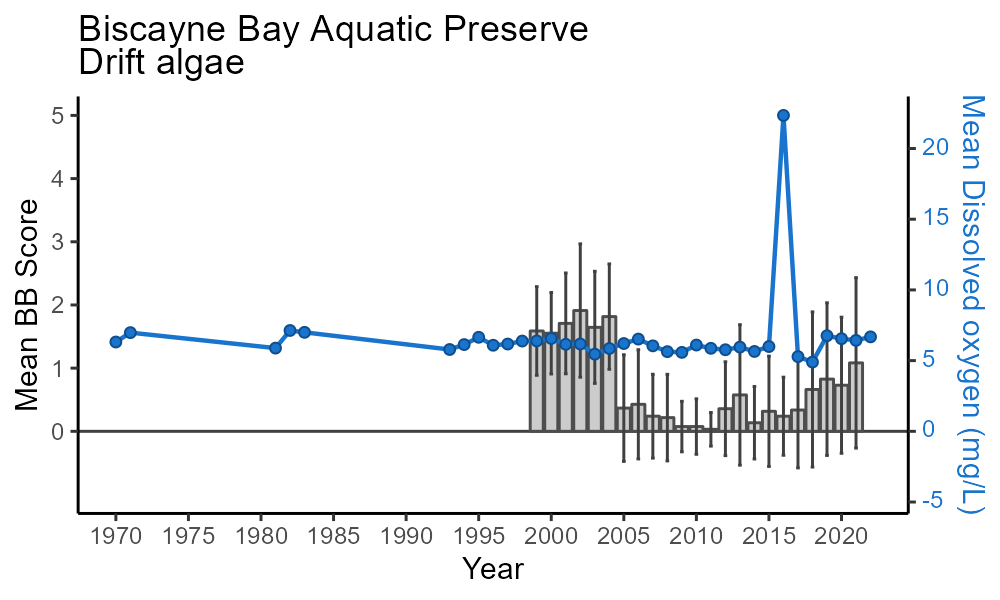 Biscayne Bay Aquatic Preserve
Drift algae
Mean BB Score
5
4
3
2
1
0
20
15
10
5
0
-5
Mean Dissolved oxygen (mg/L)
1970 1975 1980 1985 1990 1995 2000 2005 2010 2015 2020
Year